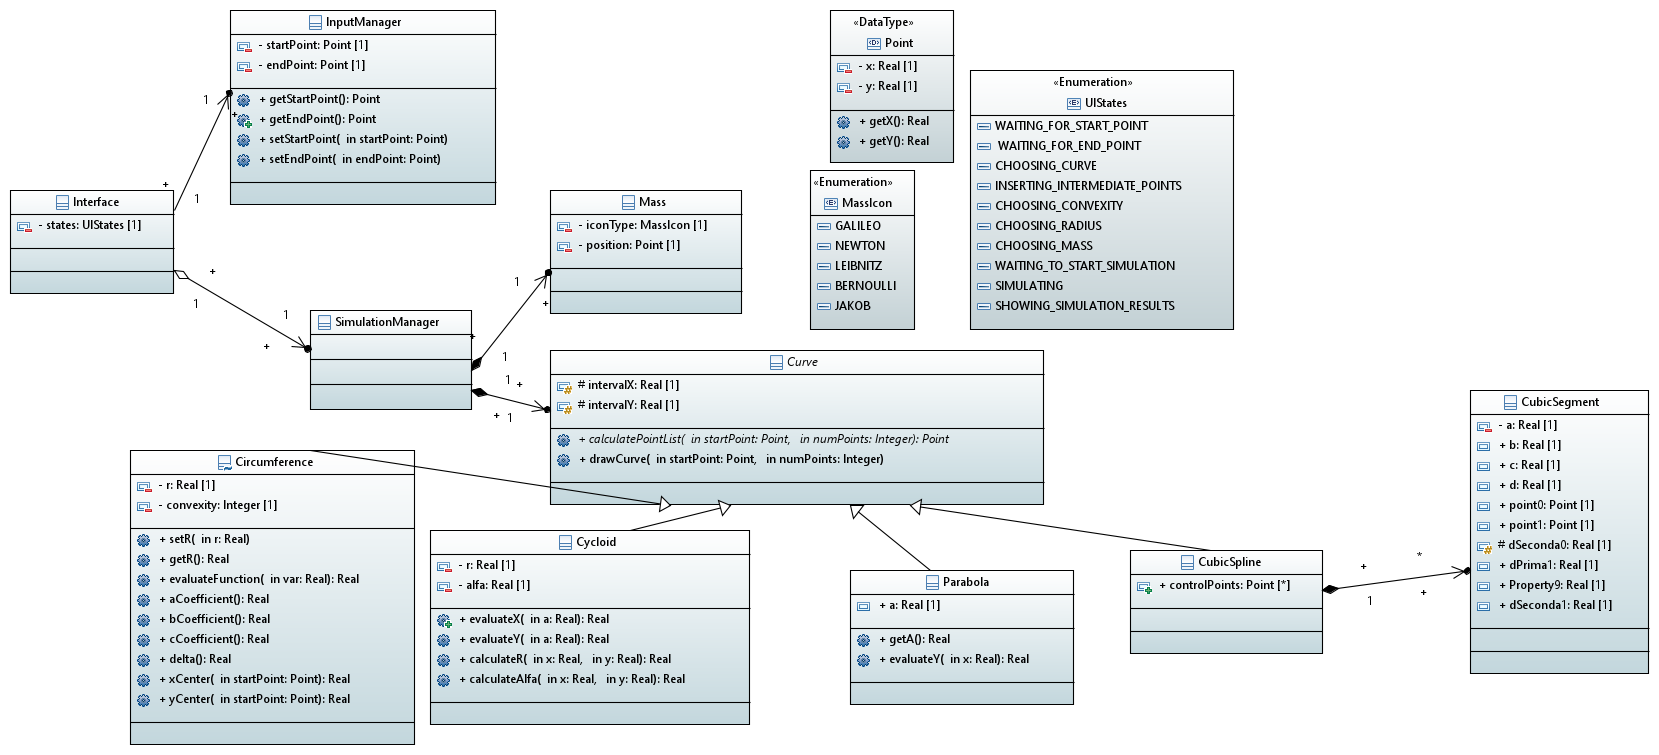 InputManager
- startPoint: Point [1]
- endPoint: Point [1]
+ getStartPoint(): Point
+ getEndPoint(): Point
+ setStartPoint( in startPoint: Point)
+ setEndPoint( in endPoint: Point)
«DataType»
Point
- x: Real [1]
- y: Real [1]
+ getX(): Real
+ getY(): Real
«Enumeration»
UIStates
WAITING_FOR_START_POINT
WAITING_FOR_END_POINT
CHOOSING_CURVE
INSERTING_INTERMEDIATE_POINTS
CHOOSING_CONVEXITY
CHOOSING_RADIUS
CHOOSING_MASS
WAITING_TO_START_SIMULATION
SIMULATING
SHOWING_SIMULATION_RESULTS
«Enumeration»
MassIcon
GALILEO
NEWTON
LEIBNITZ
BERNOULLI
JAKOB
1
+
+
1
Interface
- states: UIStates [1]
+
1
1
+
Mass
- iconType: MassIcon [1]
- position: Point [1]
1
+
SimulationManager
+
1
1
+
+
1
Curve
# intervalX: Real [1]
# intervalY: Real [1]
+ calculatePointList( in startPoint: Point, in numPoints: Integer): Point
+ drawCurve( in startPoint: Point, in numPoints: Integer)
CubicSegment
- a: Real [1]
+ b: Real [1]
+ c: Real [1]
+ d: Real [1]
+ point0: Point [1]
+ point1: Point [1]
# dSeconda0: Real [1]
+ dPrima1: Real [1]
+ Property9: Real [1]
+ dSeconda1: Real [1]
Circumference
- r: Real [1]
- convexity: Integer [1]
+ setR( in r: Real)
+ getR(): Real
+ evaluateFunction( in var: Real): Real
+ aCoefficient(): Real
+ bCoefficient(): Real
+ cCoefficient(): Real
+ delta(): Real
+ xCenter( in startPoint: Point): Real
+ yCenter( in startPoint: Point): Real
Cycloid
- r: Real [1]
- alfa: Real [1]
+ evaluateX( in a: Real): Real
+ evaluateY( in a: Real): Real
+ calculateR( in x: Real, in y: Real): Real
+ calculateAlfa( in x: Real, in y: Real): Real
Parabola
+ a: Real [1]
+ getA(): Real
+ evaluateY( in x: Real): Real
CubicSpline
+ controlPoints: Point [*]
+
*
1
+